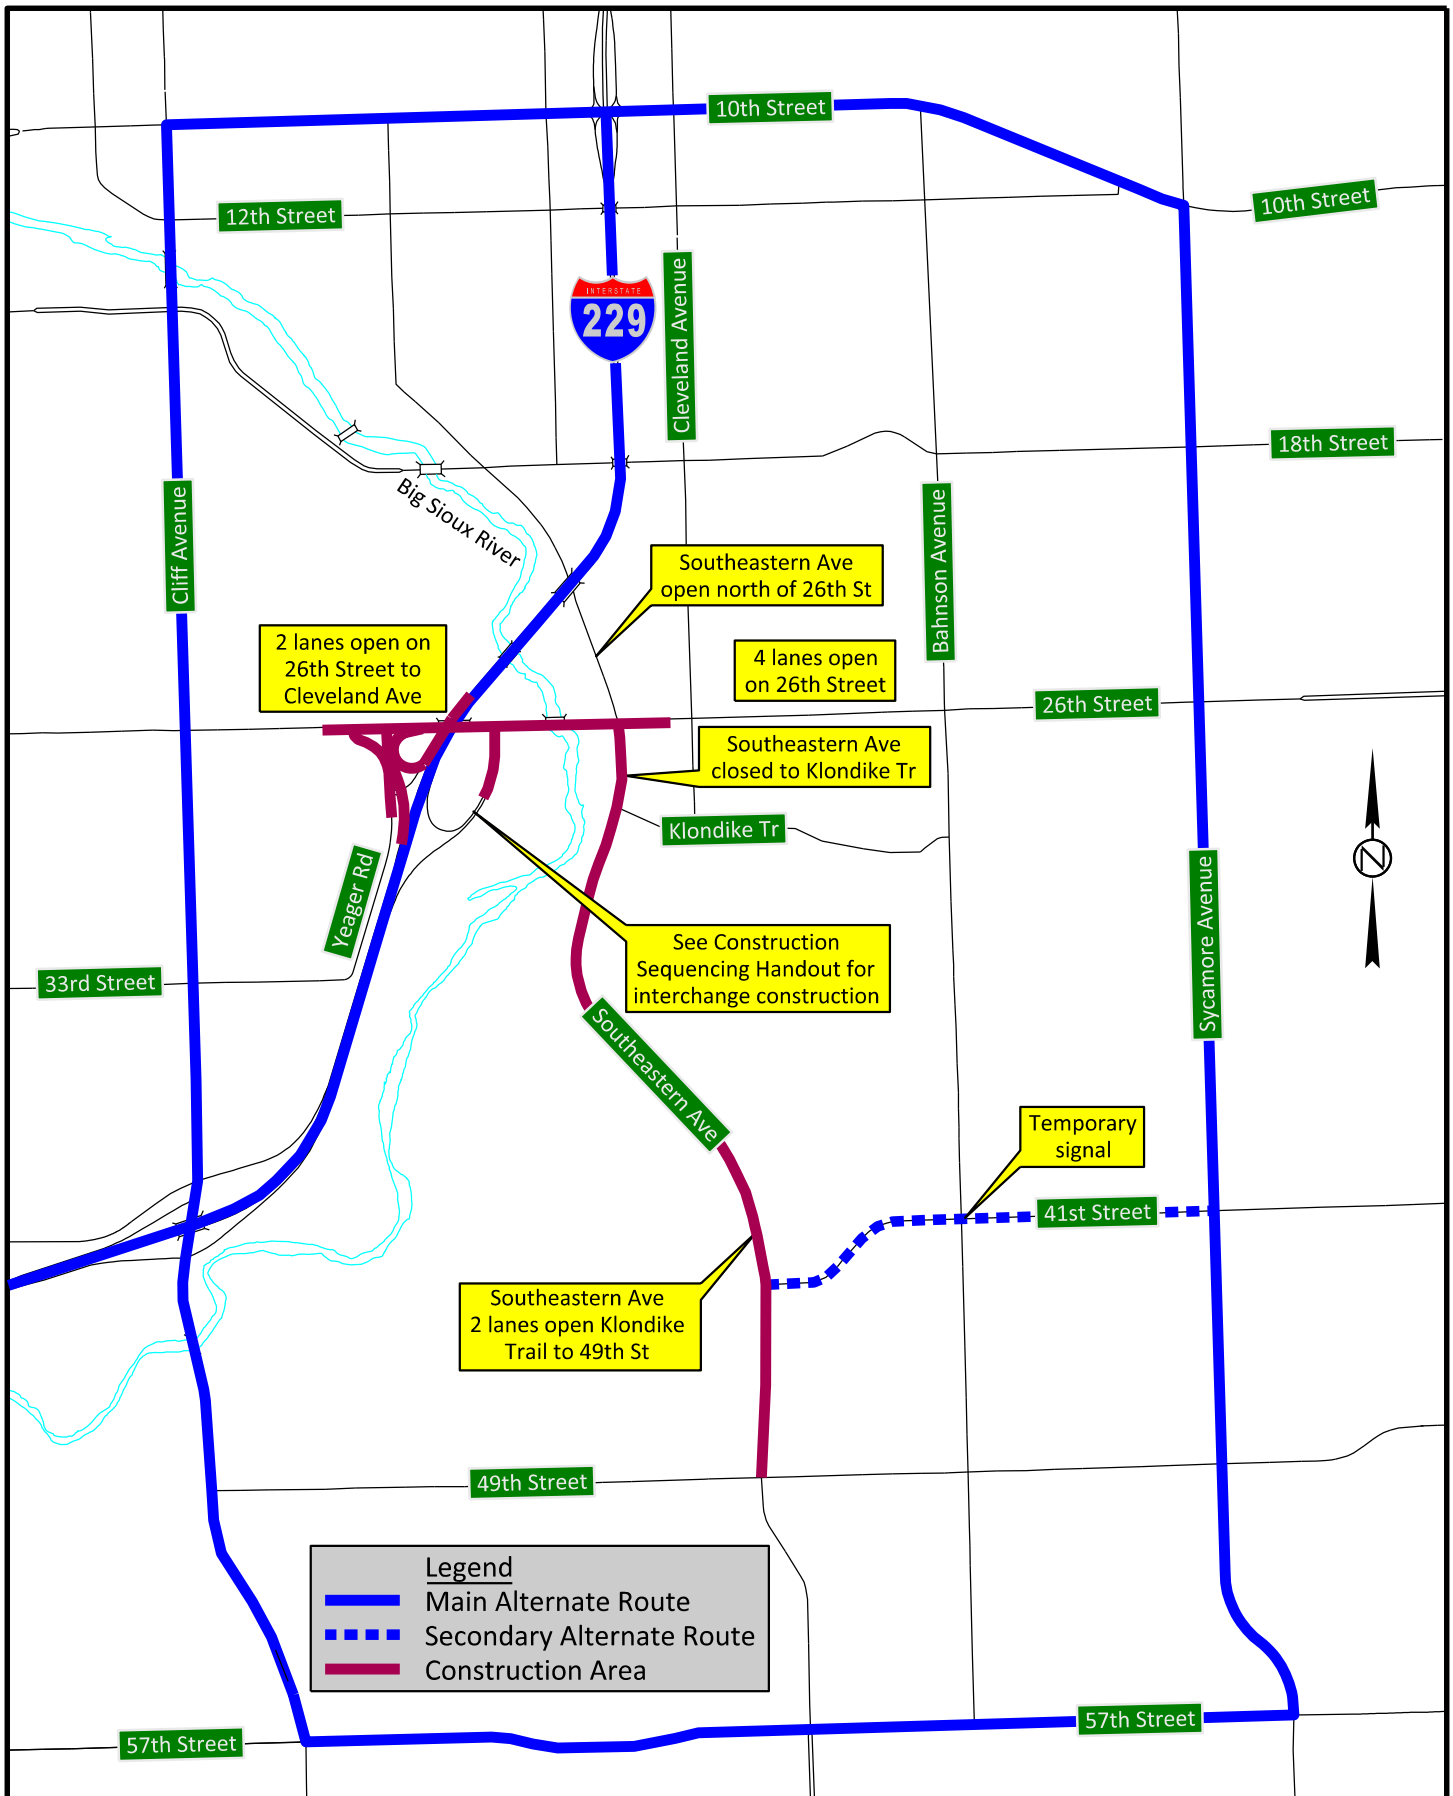 10th Street
10th Street
12th Street
INTERSTATE
229
Cleveland Avenue
18th Street
Cliff Avenue
Big Sioux River
Bahnson Avenue
Southeastern Ave
open north of 26th St
2 lanes open on
26th Street to
Cleveland Ave
4 lanes open
on 26th Street
26th Street
Southeastern Ave
closed to Klondike Tr
Klondike Tr
N
Yeager Rd
Sycamore Avenue
See Construction
Sequencing Handout for
interchange construction
33rd Street
Southeastern Ave
Temporary
signal
41st Street
Southeastern Ave
2 lanes open Klondike
Trail to 49th St
49th Street
Legend
Main Alternate Route
Secondary Alternate Route
Construction Area
57th Street
57th Street